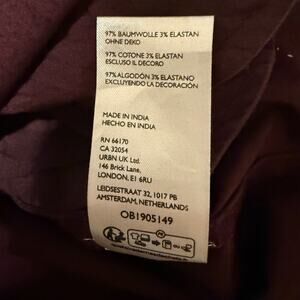 97% BAUMWOLLE 3% ELASTAN
OHNE DEKO
97% COTONE 3% ELASTAN
ESCLUSO IL DECORO
97%ALGODÓN 3% ELASTANO
EXCLUYENDO LA DECORACIÓN
MADE IN INDIA
HECHO EN INDIA
RN 66170
CA 32054
URBN UK Ltd.
146 Brick Lane,
LONDON, E1 6RU
LEIDSESTRAAT 32, 1017 PB
AMSTERDAM, NETHERLANDS
OB1905149
FR
ou